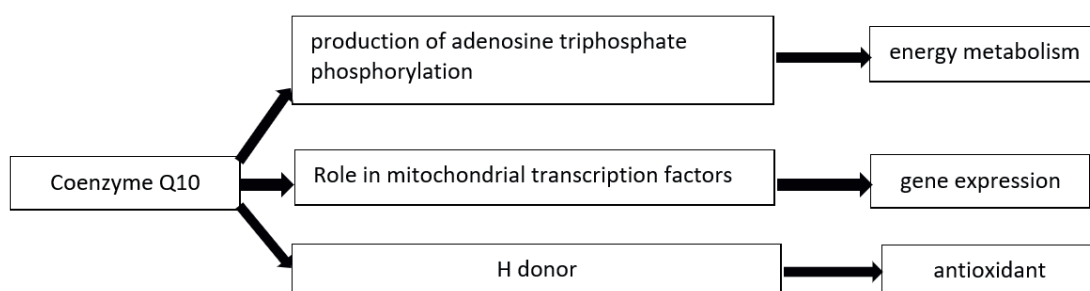 production of adenosine triphosphate
phosphorylation
energy metabolism
Coenzyme Q10
Role in mitochondrial transcription factors
gene expression
H donor
antioxidant